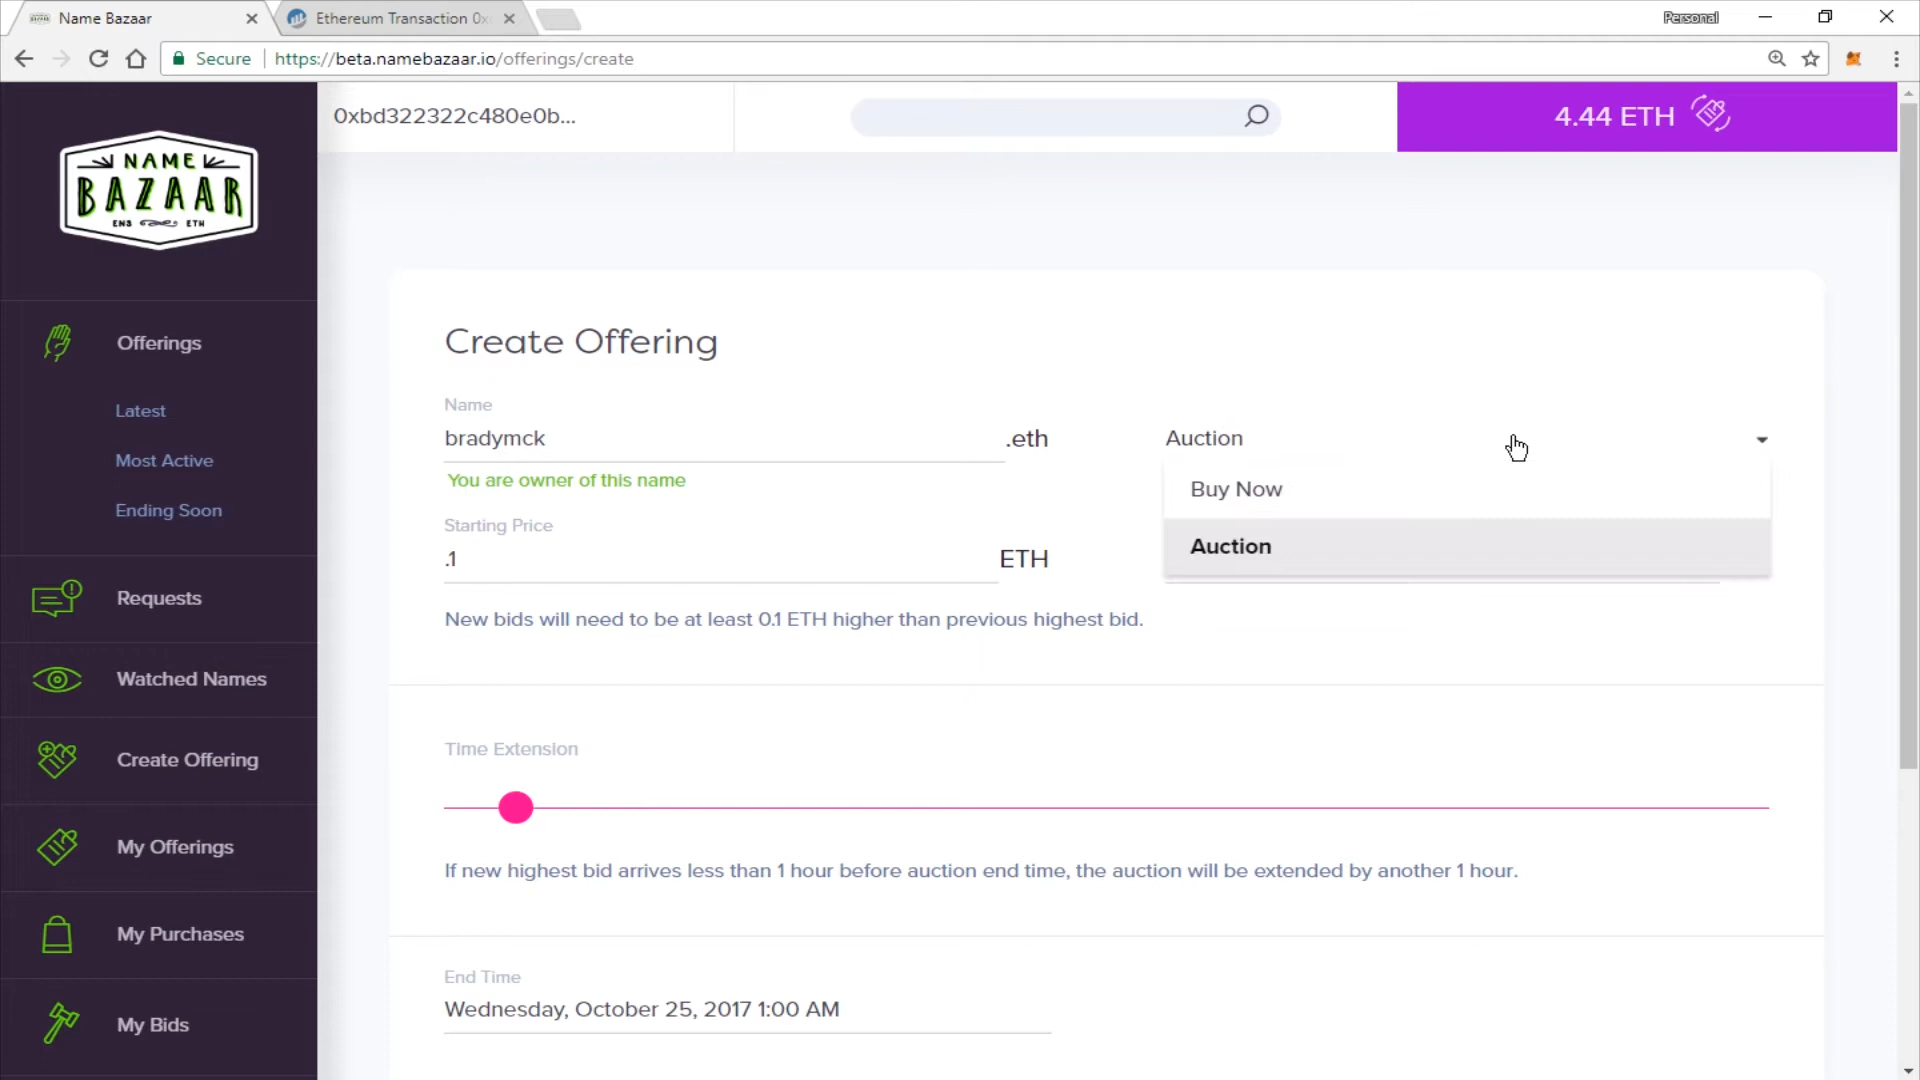 Name Bazaar
Ethereum Transaction 0x
Personal
Secure
https://beta.namebazaar.io/offerings/create
NAME
BAZAAR
ENS ETH
0xbd322322c480e0b...
4.44 ETH
Offerings
Latest
Most Active
Ending Soon
Requests
Watched Names
Create Offering
My Offerings
My Purchases
My Bids
Create Offering
Name
bradymck .eth
You are owner of this name
Auction
Buy Now
Auction
Starting Price
.1 ETH
New bids will need to be at least 0.1 ETH higher than previous highest bid.
Time Extension
If new highest bid arrives less than 1 hour before auction end time, the auction will be extended by another 1 hour.
End Time
Wednesday, October 25, 2017 1:00 AM